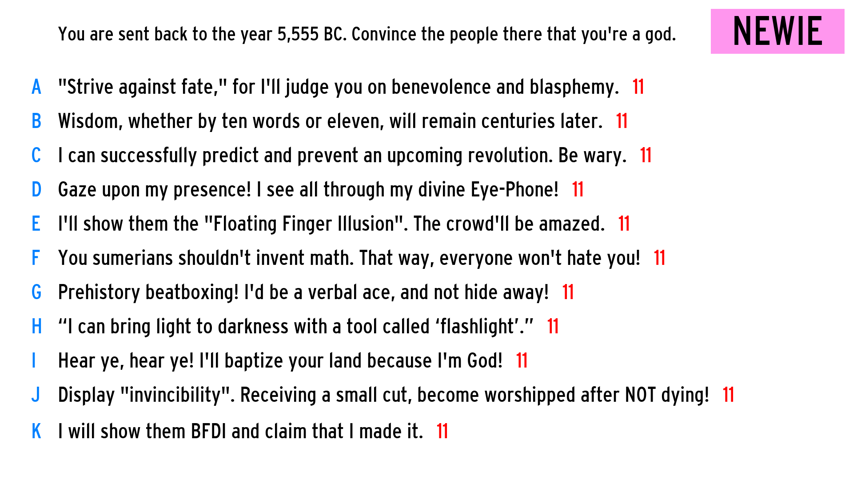 You are sent back to the year 5,555 BC. Convince the people there that you're a god.
NEWIE
A "Strive against fate," for I'll judge you on benevolence and blasphemy. 11
B Wisdom, whether by ten words or eleven, will remain centuries later. 11
C I can successfully predict and prevent an upcoming revolution. Be wary. 11
D Gaze upon my presence! I see all through my divine Eye-Phone! 11
E I'll show them the "Floating Finger Illusion". The crowd'll be amazed. 11
F You sumerians shouldn't invent math. That way, everyone won't hate you! 11
G Prehistory beatboxing! I'd be a verbal ace, and not hide away! 11
H “I can bring light to darkness with a tool called ‘flashlight’.” 11
I Hear ye, hear ye! I'll baptize your land because I'm God! 11
J Display "invincibility". Receiving a small cut, become worshipped after NOT dying! 11
K I will show them BFDI and claim that I made it. 11